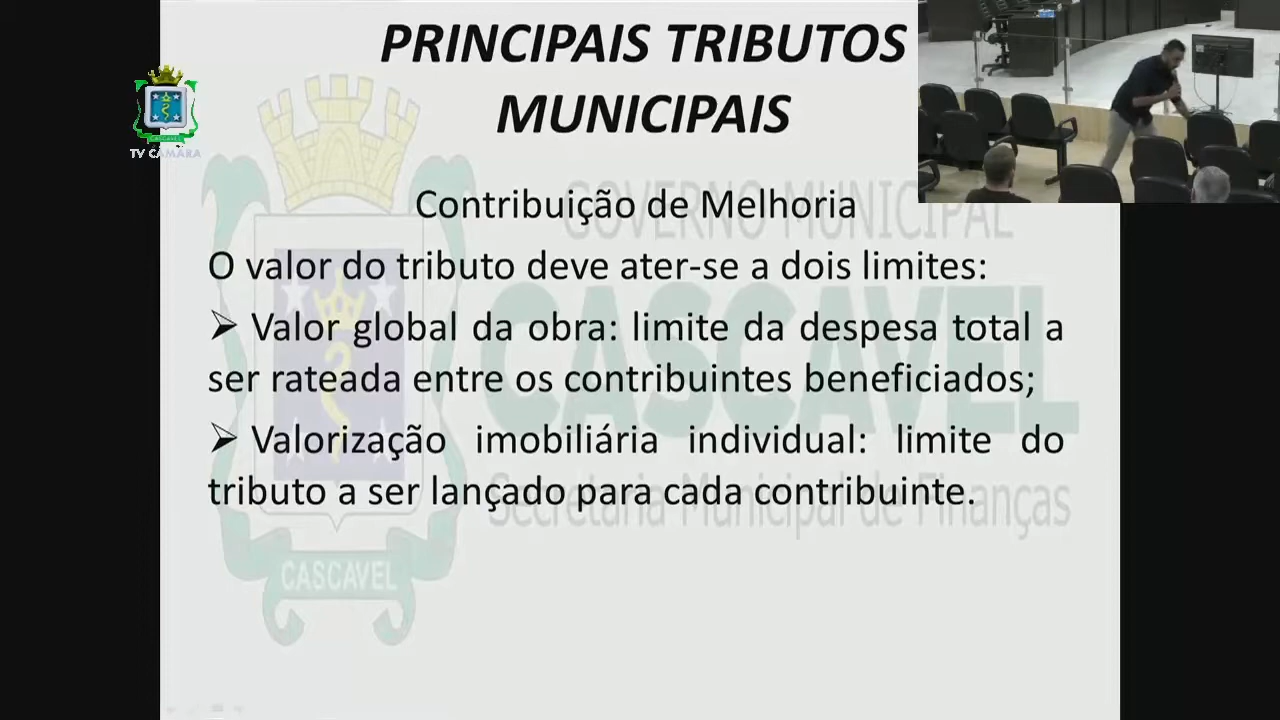 PRINCIPAIS TRIBUTOS
MUNICIPAIS
TV CÂMARA
Contribuição de Melhoria
GOVERNO MUNICIPAL
O valor do tributo deve ater-se a dois limites:
➢ Valor global da obra: limite da despesa total a
ser rateada entre os contribuintes beneficiados;
CASCAVEL
➢ Valorização imobiliária individual: limite do
tributo a ser lançado para cada contribuinte.
Secretaria Municipal de Finanças
CASCAVEL